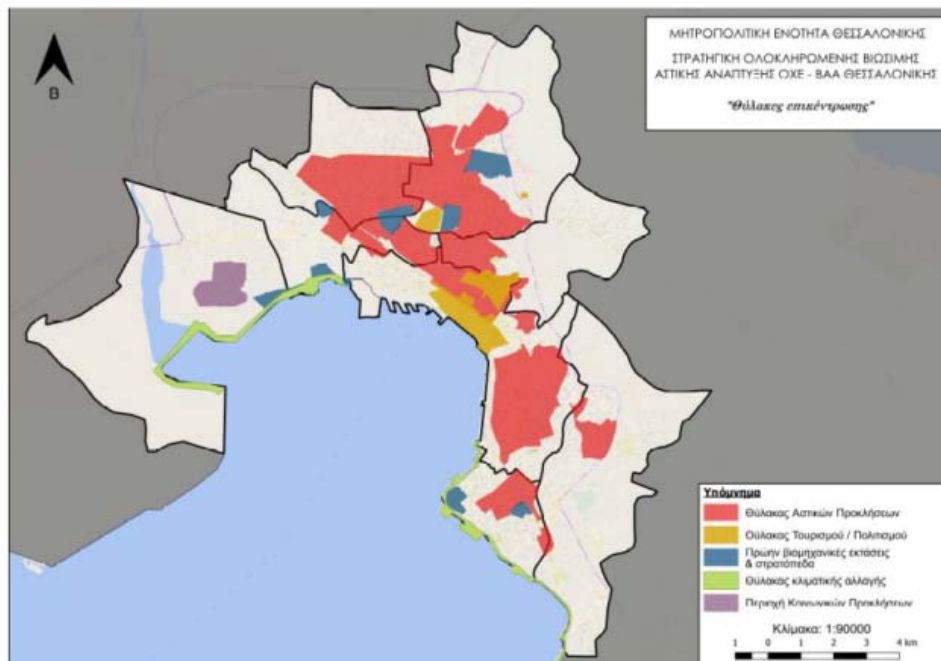 ΜΗΤΡΟΠΟΛΙΤΙΚΗ ΕΝΟΤΗΤΑ ΘΕΣΣΑΛΟΝΙΚΗΣ
ΣΤΡΑΤΗΓΙΚΗ ΟΛΟΚΛΗΡΩΜΕΝΗΣ ΒΙΩΣΙΜΗΣ
ΑΣΤΙΚΗΣ ΑΝΑΠΤΥΞΗΣ ΟΧΕ - ΒΑΑ ΘΕΣΣΑΛΟΝΙΚΗΣ
"Θύλακες επικέντρωσης"
Β
Υπόμνημα
Θύλακας Αστικών Προκλήσεων
Θύλακας Τουρισμού / Πολιτισμού
Πρώην βιομηχανικές εκτάσεις
& στρατόπεδα
Θύλακας κλιματικής αλλαγής
Περιοχή Κοινωνικών Προκλήσεων
Κλίμακα: 1:90000
1 0 1 2 3 4 km